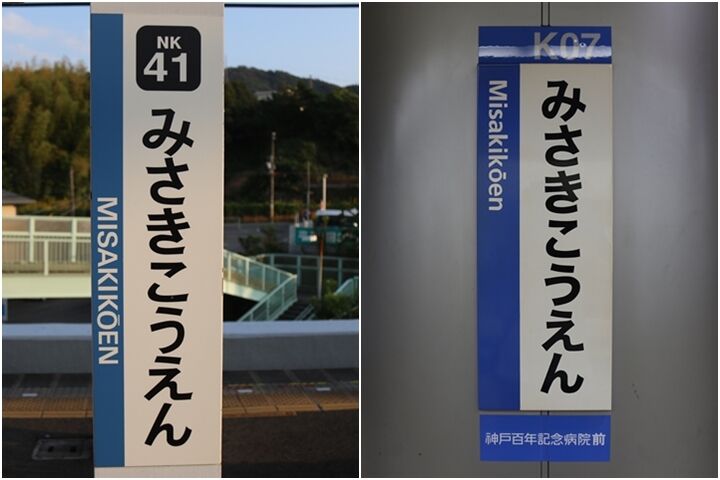 NK
41
みさきこうえん
MISAKIKŌEN
K07
みさきこうえん
Misakikōen
神戸百年記念病院前